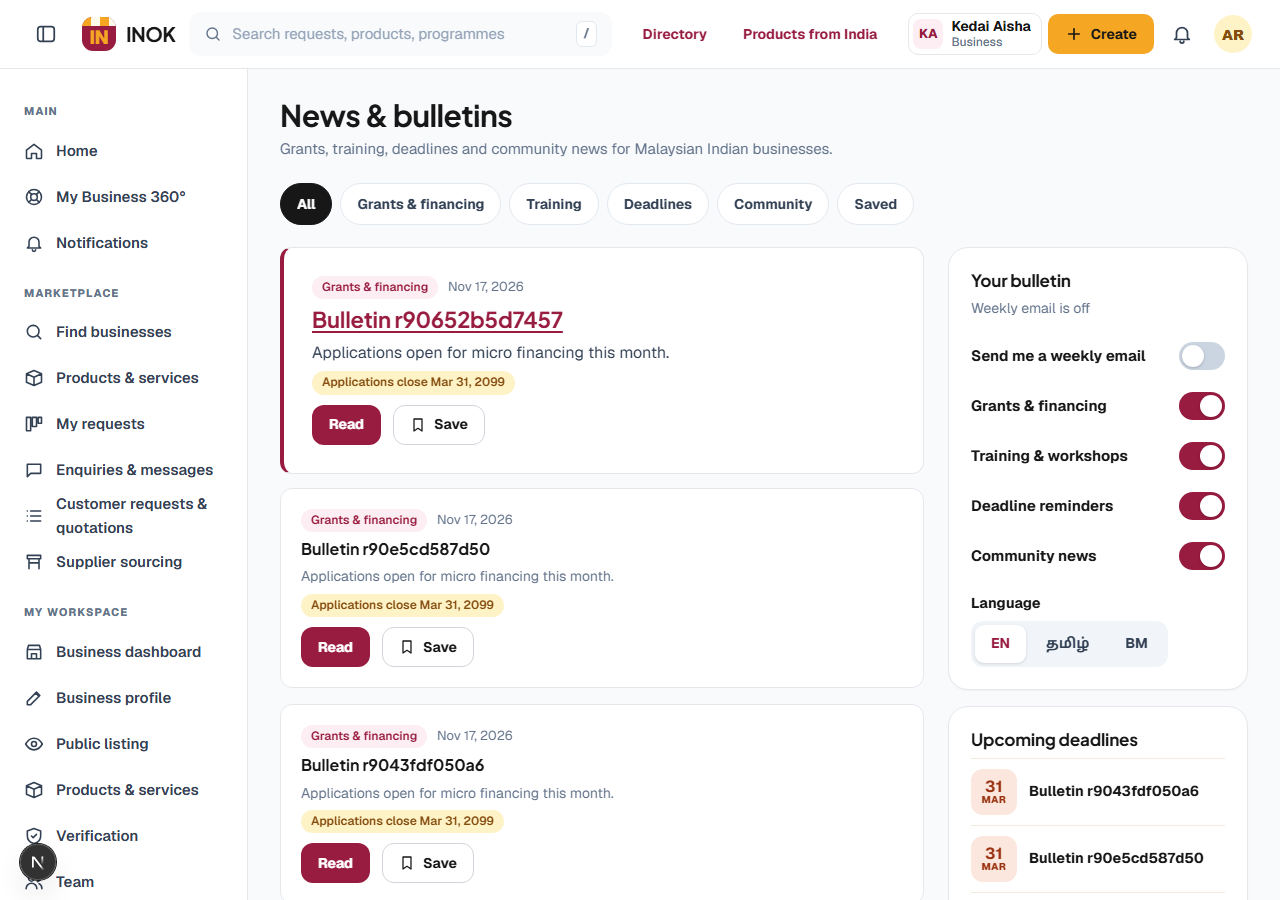 IN INOK
Search requests, products, programmes /
Directory
Products from India
KA Kedai Aisha
Business
Create
AR
MAIN
Home
My Business 360°
Notifications
MARKETPLACE
Find businesses
Products & services
My requests
Enquiries & messages
Customer requests &
quotations
Supplier sourcing
MY WORKSPACE
Business dashboard
Business profile
Public listing
Products & services
Verification
N
Team
News & bulletins
Grants, training, deadlines and community news for Malaysian Indian businesses.
All Grants & financing Training Deadlines Community Saved
Grants & financing Nov 17, 2026
Bulletin r90652b5d7457
Applications open for micro financing this month.
Applications close Mar 31, 2099
Read Save
Grants & financing Nov 17, 2026
Bulletin r90e5cd587d50
Applications open for micro financing this month.
Applications close Mar 31, 2099
Read Save
Grants & financing Nov 17, 2026
Bulletin r9043fdf050a6
Applications open for micro financing this month.
Applications close Mar 31, 2099
Read Save
Your bulletin
Weekly email is off
Send me a weekly email
Grants & financing
Training & workshops
Deadline reminders
Community news
Language
EN தமிழ் BM
Upcoming deadlines
31
MAR
Bulletin r9043fdf050a6
31
MAR
Bulletin r90e5cd587d50